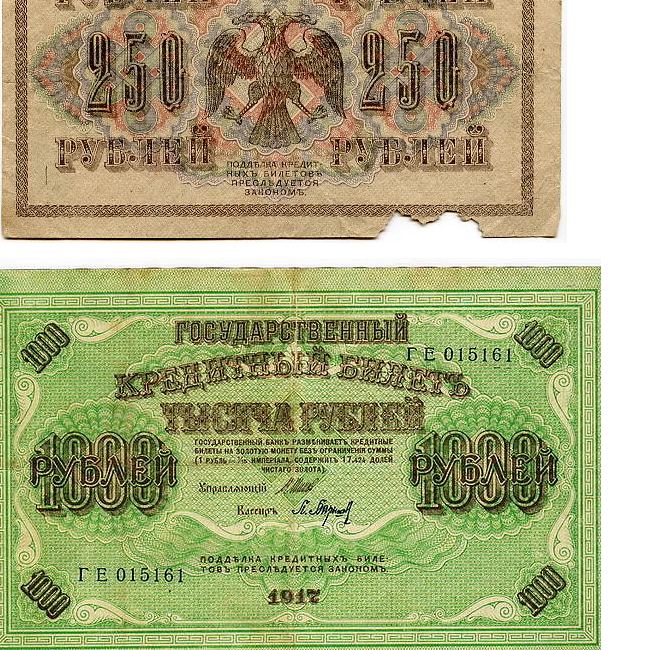 РУБЛЕЙ РУБЛЕЙ
250 250
РУБЛЕЙ РУБЛЕЙ
ПОДДѢЛКА КРЕДИТ-
НЫХЪ БИЛЕТОВЪ
ПРЕСЛѢДУЕТСЯ
ЗАКОНОМЪ.
1000 1000
ГОСУДАРСТВЕННЫЙ
ГЕ 015161
КРЕДИТНЫЙ БИЛЕТЪ
ТЫСЯЧА РУБЛЕЙ
ГОСУДАРСТВЕННЫЙ БАНКЪ РАЗМѢНИВАЕТЪ КРЕДИТНЫЕ
БИЛЕТЫ НА ЗОЛОТУЮ МОНЕТУ БЕЗЪ ОГРАНИЧЕНІЯ СУММЫ
(1 РУБЛЬ = 1/15 ИМПЕРІАЛА, СОДЕРЖИТЪ 17,424 ДОЛЕЙ
ЧИСТАГО ЗОЛОТА).
1000 РУБЛЕЙ 1000 РУБЛЕЙ
Управляющій
Кассиръ
ПОДДѢЛКА КРЕДИТНЫХЪ БИЛЕ-
ТОВЪ ПРЕСЛѢДУЕТСЯ ЗАКОНОМЪ.
ГЕ 015161
1000 1917 1000